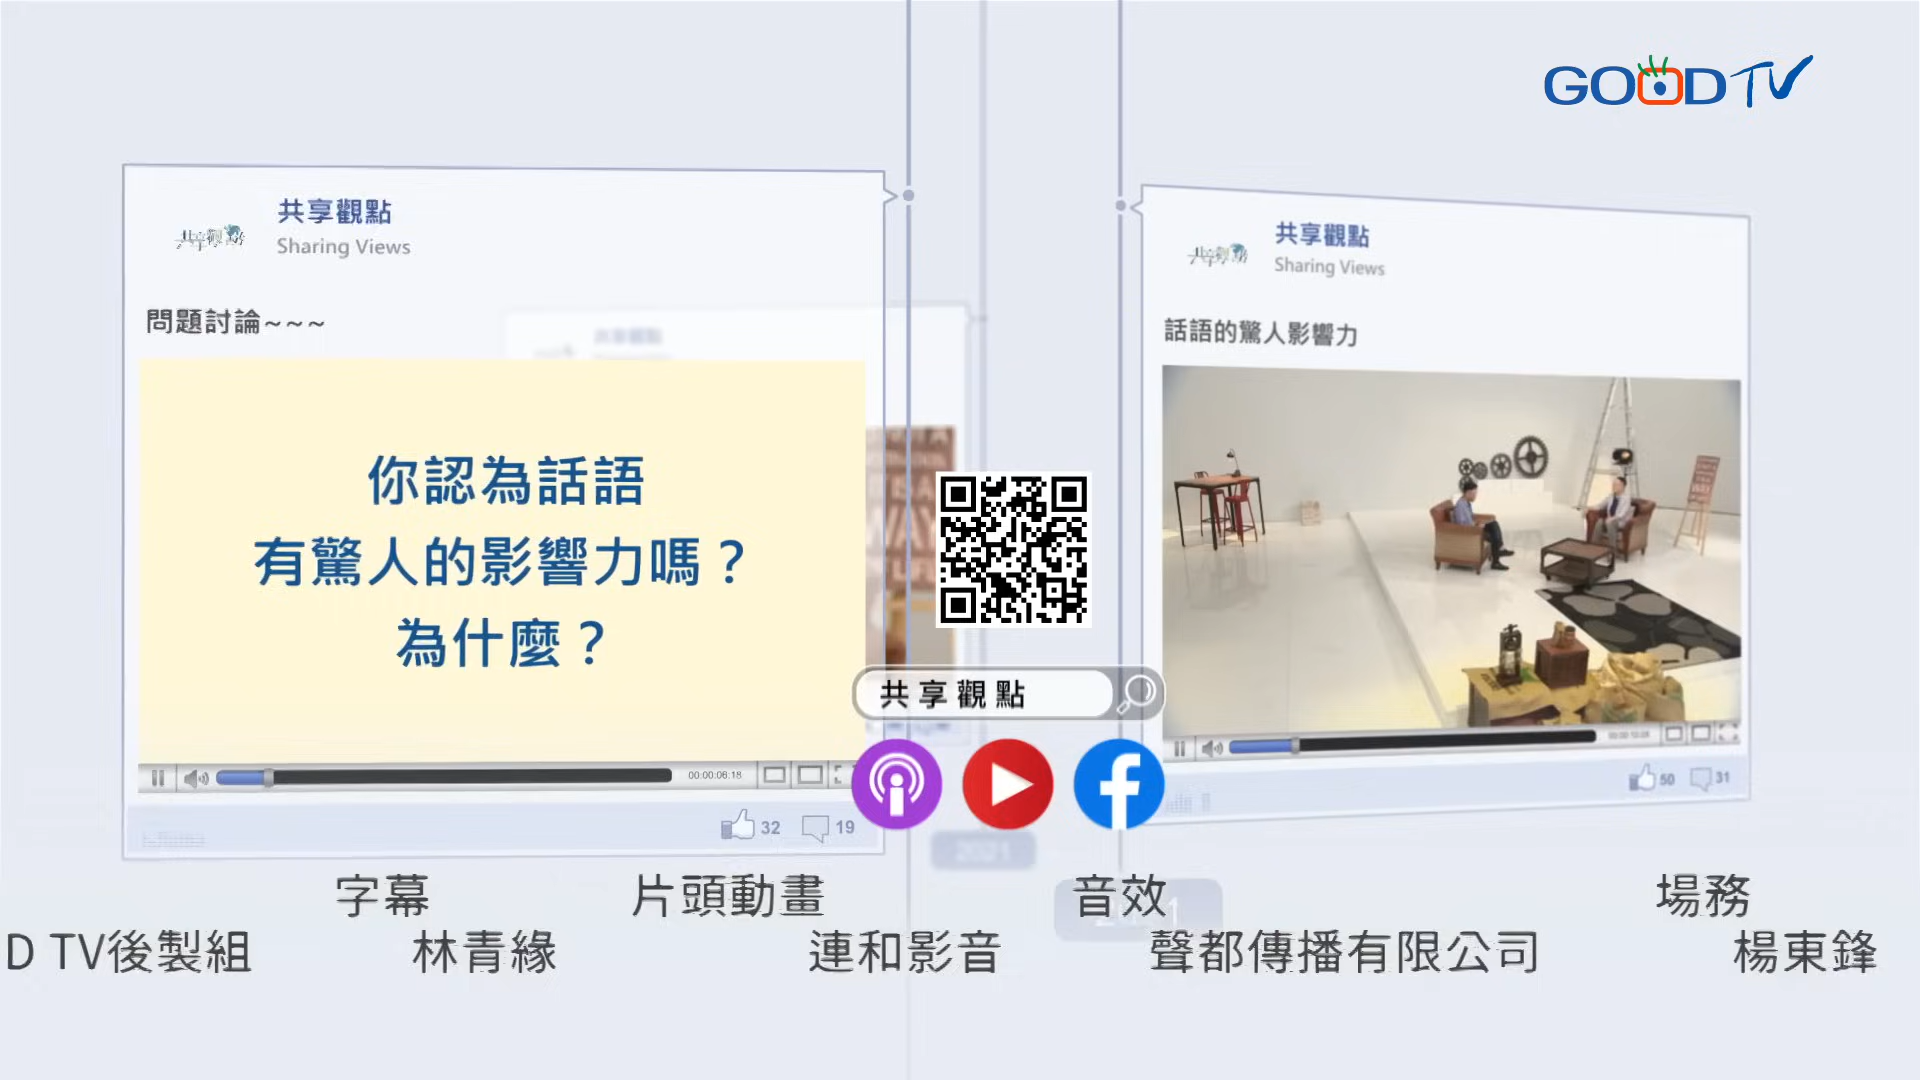 GOOD TV
共享觀點
Sharing Views
問題討論~~~
你認為話語
有驚人的影響力嗎？
為什麼？
00:00:06:18
32
19
共享觀點
Sharing Views
話語的驚人影響力
50
31
共享觀點
字幕
片頭動畫
音效
場務
D TV後製組
林青緣
連和影音
聲都傳播有限公司
楊東鋒